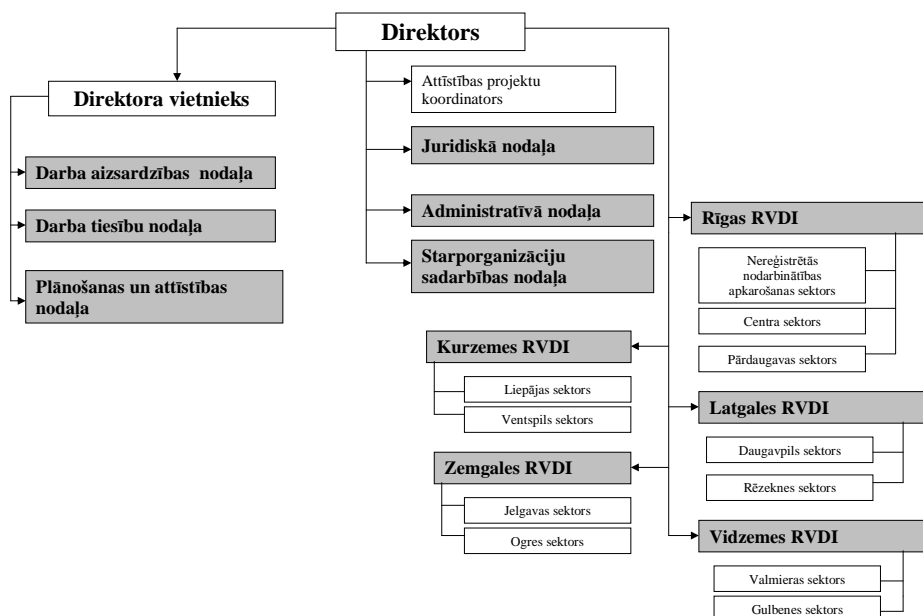 Direktors
Direktora vietnieks
Darba aizsardzības nodaļa
Darba tiesību nodaļa
Plānošanas un attīstības
nodaļa
Attīstības projektu
koordinators
Juridiskā nodaļa
Administratīvā nodaļa
Starporganizāciju
sadarbības nodaļa
Kurzemes RVDI
Liepājas sektors
Ventspils sektors
Zemgales RVDI
Jelgavas sektors
Ogres sektors
Rīgas RVDI
Nereģistrētās
nodarbinātības
apkarošanas sektors
Centra sektors
Pārdaugavas sektors
Latgales RVDI
Daugavpils sektors
Rēzeknes sektors
Vidzemes RVDI
Valmieras sektors
Gulbenes sektors